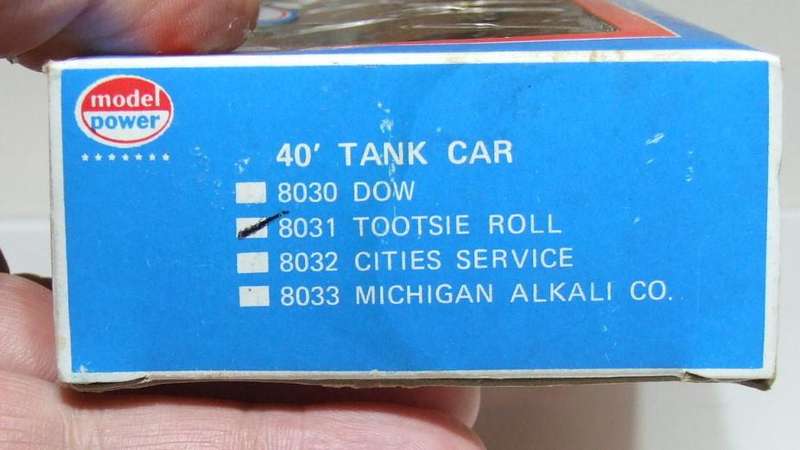 model
power
40' TANK CAR
8030 DOW
8031 TOOTSIE ROLL
8032 CITIES SERVICE
8033 MICHIGAN ALKALI CO.